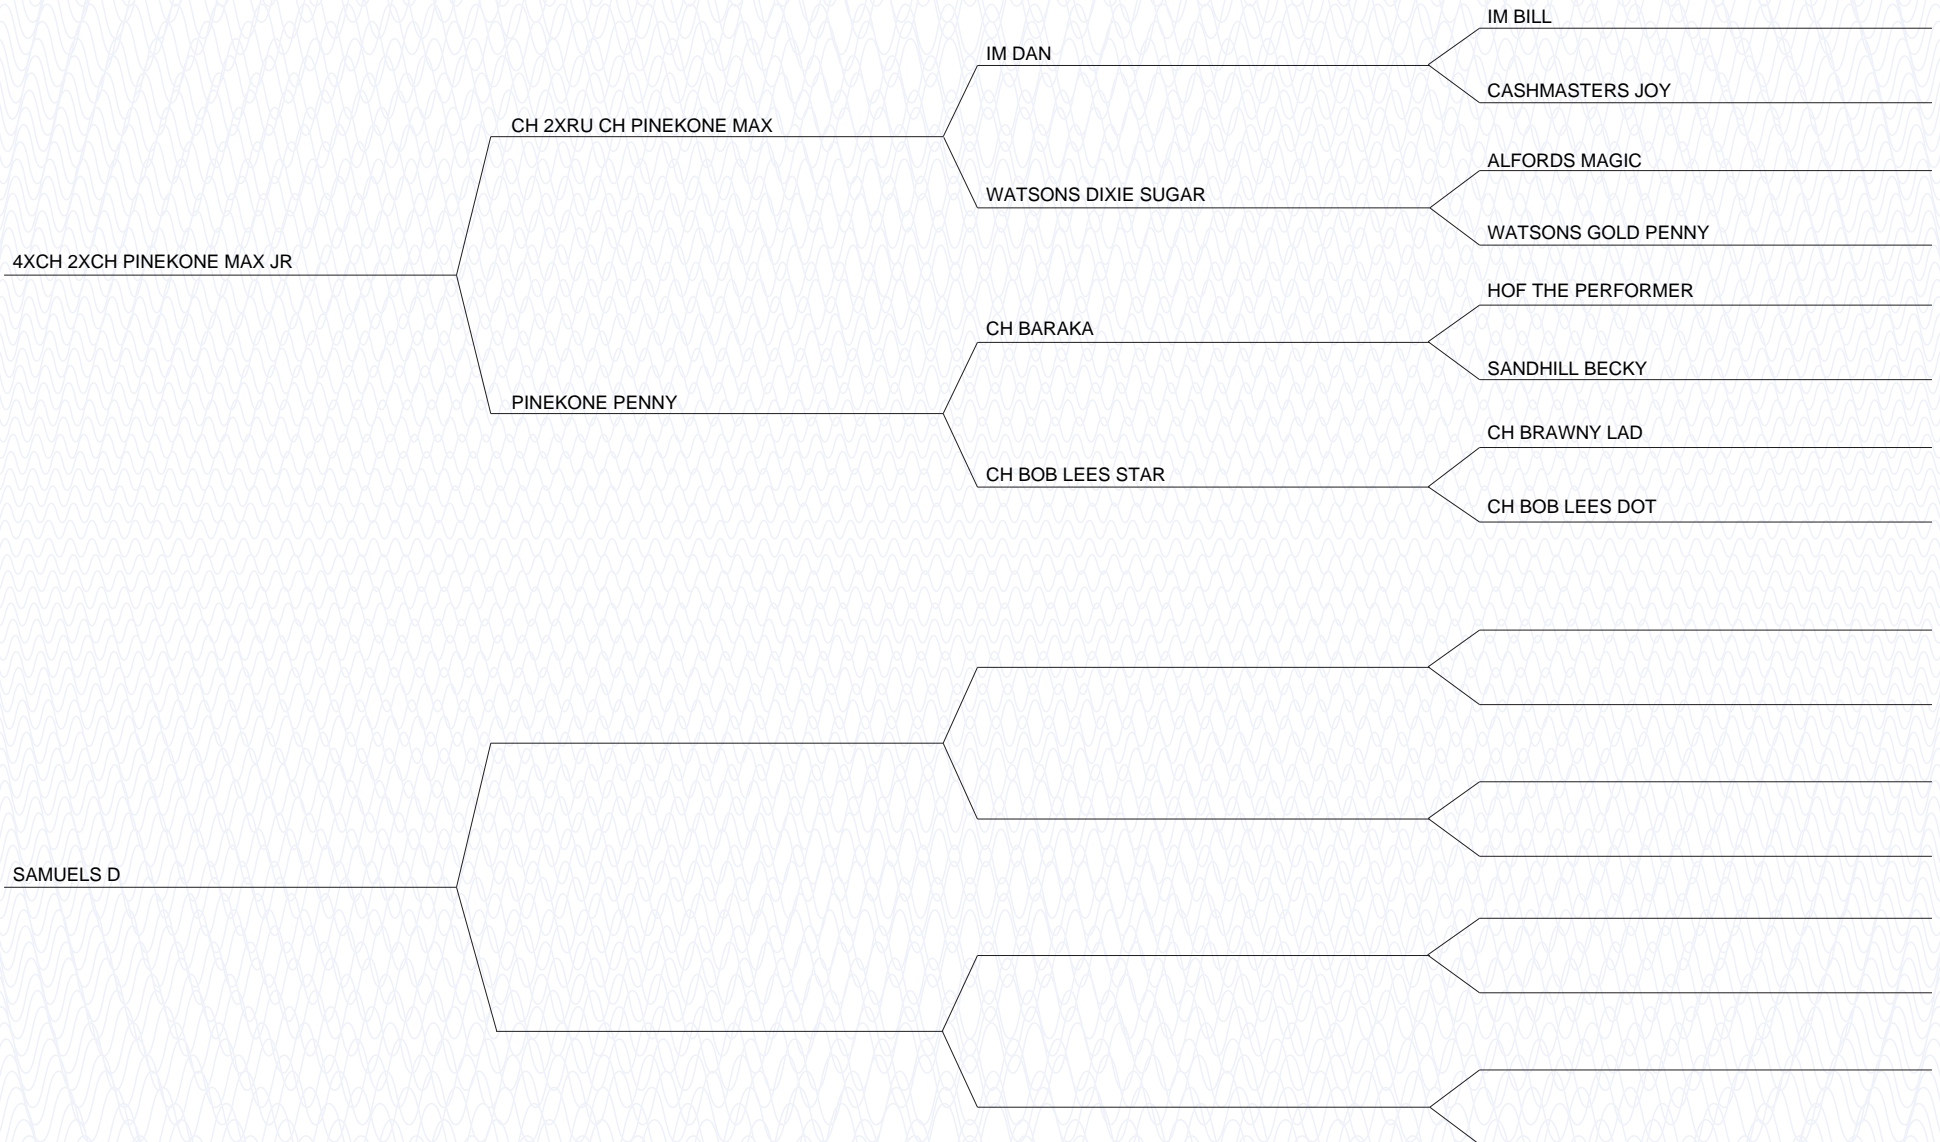 IM BILL
IM DAN
CASHMASTERS JOY
CH 2XRU CH PINEKONE MAX
ALFORDS MAGIC
WATSONS DIXIE SUGAR
WATSONS GOLD PENNY
4XCH 2XCH PINEKONE MAX JR
HOF THE PERFORMER
CH BARAKA
SANDHILL BECKY
PINEKONE PENNY
CH BRAWNY LAD
CH BOB LEES STAR
CH BOB LEES DOT
SAMUELS D